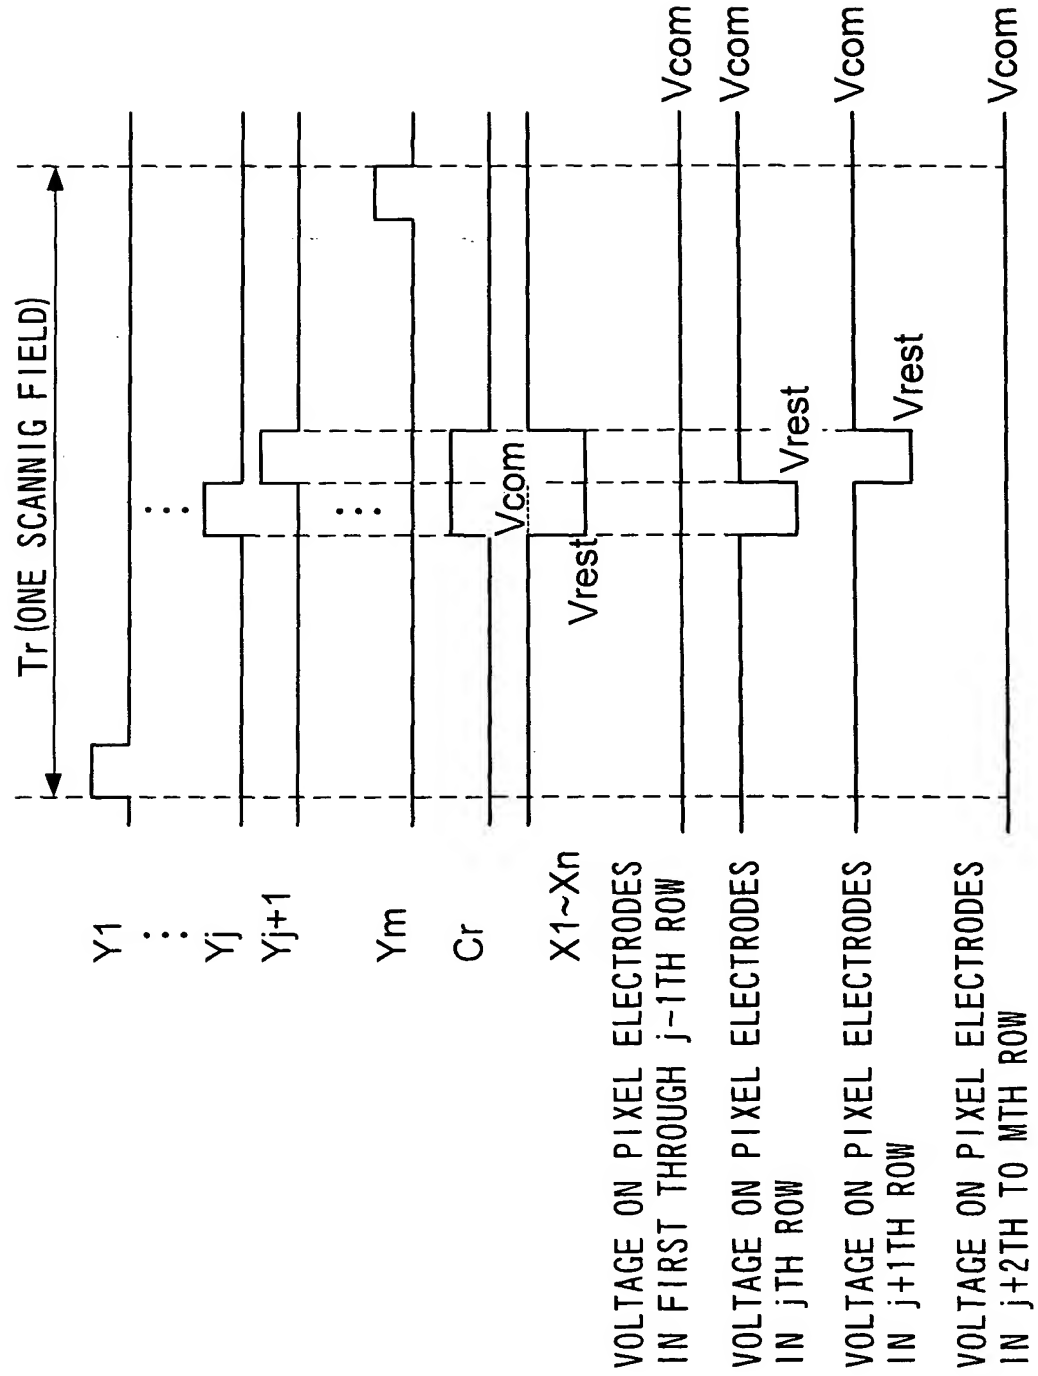 Tr(ONE SCANNIG FIELD)
Y1
⋮
Yj
Yj+1
Ym
Cr
X1~Xn
Vcom
Vrest
VOLTAGE ON PIXEL ELECTRODES
IN FIRST THROUGH j-1TH ROW
Vcom
VOLTAGE ON PIXEL ELECTRODES
IN jTH ROW
Vrest
Vcom
VOLTAGE ON PIXEL ELECTRODES
IN j+1TH ROW
Vrest
Vcom
VOLTAGE ON PIXEL ELECTRODES
IN j+2TH TO MTH ROW
Vcom